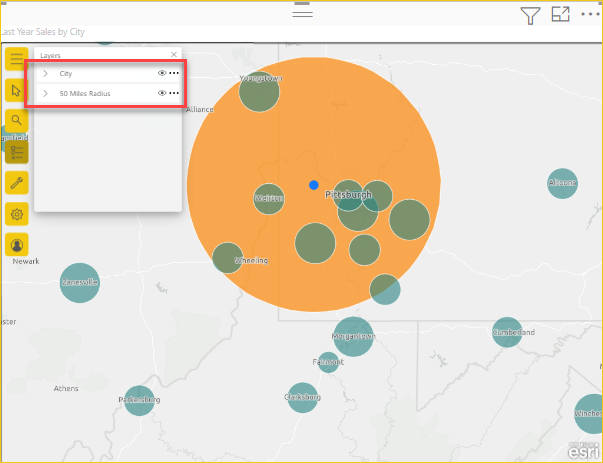 Last Year Sales by City
Layers
City
50 Miles Radius
Youngstown
Alliance
Pittsburgh
Altoona
Weirton
Wheeling
Newark
Zanesville
Morgantown
Cumberland
Fairmont
Athens
Parkersburg
Clarksburg
Winches
esri